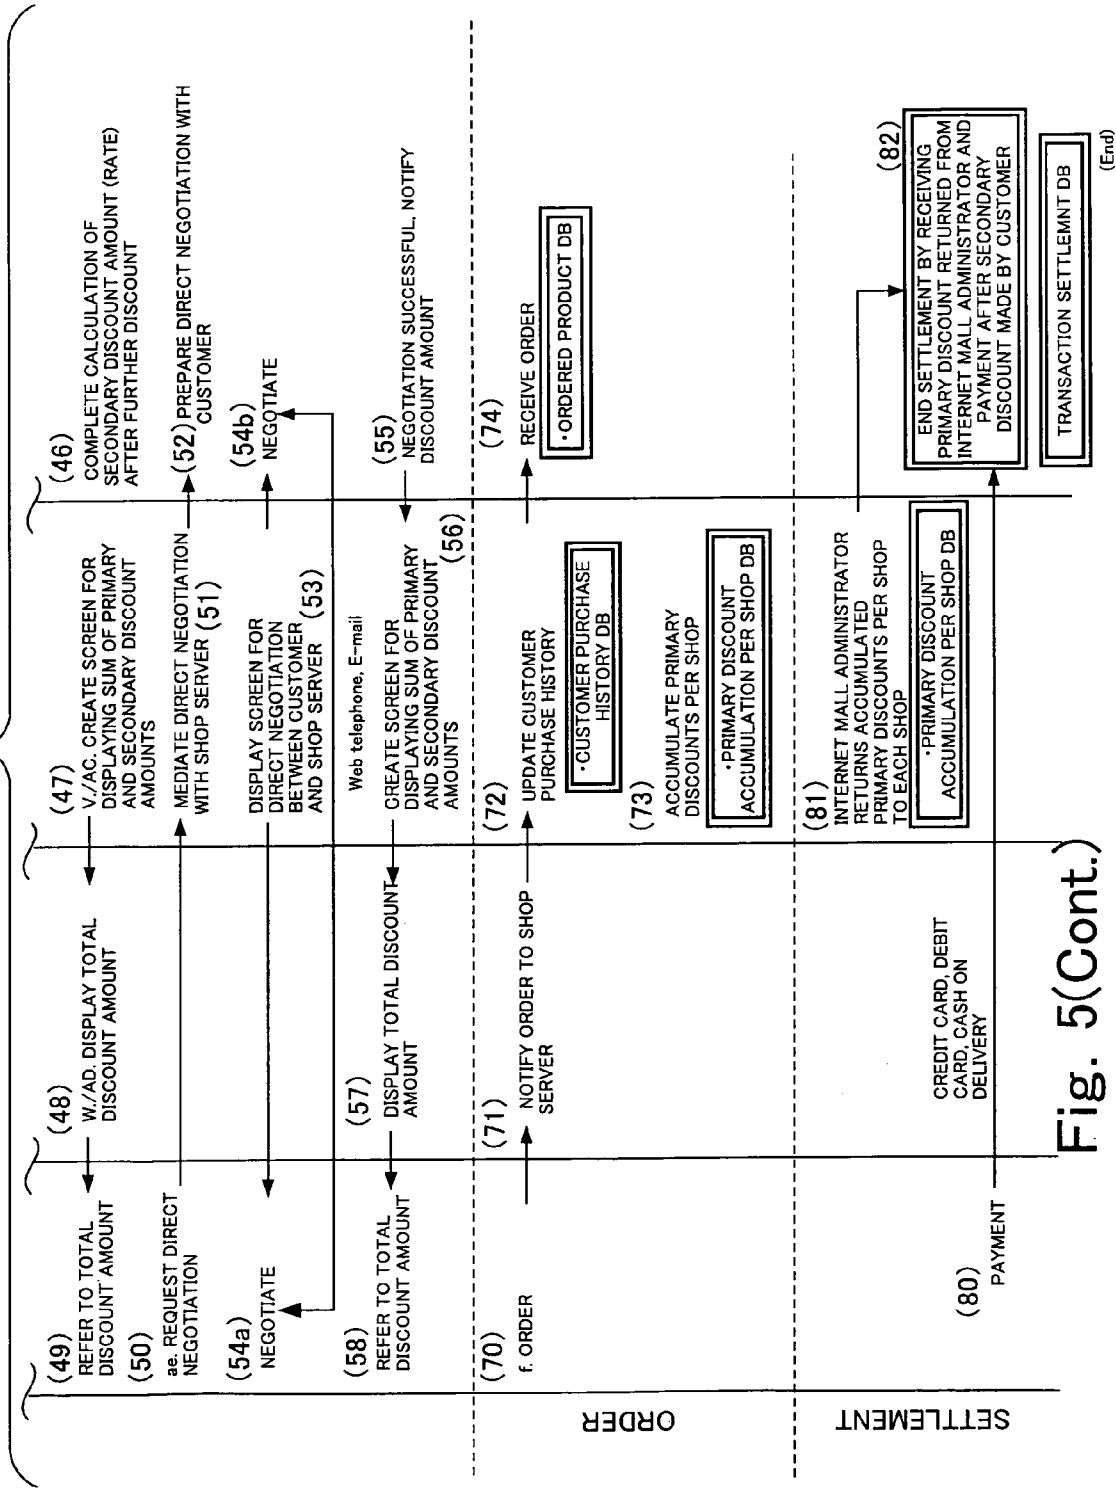 (46)
COMPLETE CALCULATION OF
SECONDARY DISCOUNT AMOUNT (RATE)
AFTER FURTHER DISCOUNT
(47)
V./AC. CREATE SCREEN FOR
DISPLAYING SUM OF PRIMARY
AND SECONDARY DISCOUNT
AMOUNTS
(48)
W./AD. DISPLAY TOTAL
DISCOUNT AMOUNT
(49)
REFER TO TOTAL
DISCOUNT AMOUNT
(50)
ae. REQUEST DIRECT
NEGOTIATION
MEDIATE DIRECT NEGOTIATION
WITH SHOP SERVER (51)
(52) PREPARE DIRECT NEGOTIATION WITH
CUSTOMER
DISPLAY SCREEN FOR
DIRECT NEGOTIATION
BETWEEN CUSTOMER
AND SHOP SERVER (53)
(54a)
NEGOTIATE
(54b)
NEGOTIATE
Web telephone, E-mail
(55)
NEGOTIATION SUCCESSFUL, NOTIFY
DISCOUNT AMOUNT
CREATE SCREEN FOR
DISPLAYING SUM OF PRIMARY
AND SECONDARY DISCOUNT
AMOUNTS
(56)
(57)
DISPLAY TOTAL DISCOUNT
AMOUNT
(58)
REFER TO TOTAL
DISCOUNT AMOUNT
ORDER
(70)
f. ORDER
(71)
NOTIFY ORDER TO SHOP
SERVER
(72)
UPDATE CUSTOMER
PURCHASE HISTORY
·CUSTOMER PURCHASE
HISTORY DB
(73)
ACCUMULATE PRIMARY
DISCOUNTS PER SHOP
·PRIMARY DISCOUNT
ACCUMULATION PER SHOP DB
(74)
RECEIVE ORDER
·ORDERED PRODUCT DB
SETTLEMENT
(80)
PAYMENT
CREDIT CARD, DEBIT
CARD, CASH ON
DELIVERY
(81)
INTERNET MALL ADMINISTRATOR
RETURNS ACCUMULATED
PRIMARY DISCOUNTS PER SHOP
TO EACH SHOP
·PRIMARY DISCOUNT
ACCUMULATION PER SHOP DB
(82)
END SETTLEMENT BY RECEIVING
PRIMARY DISCOUNT RETURNED FROM
INTERNET MALL ADMINISTRATOR AND
PAYMENT AFTER SECONDARY
DISCOUNT MADE BY CUSTOMER
TRANSACTION SETTLEMNT DB
(End)
Fig. 5(Cont.)